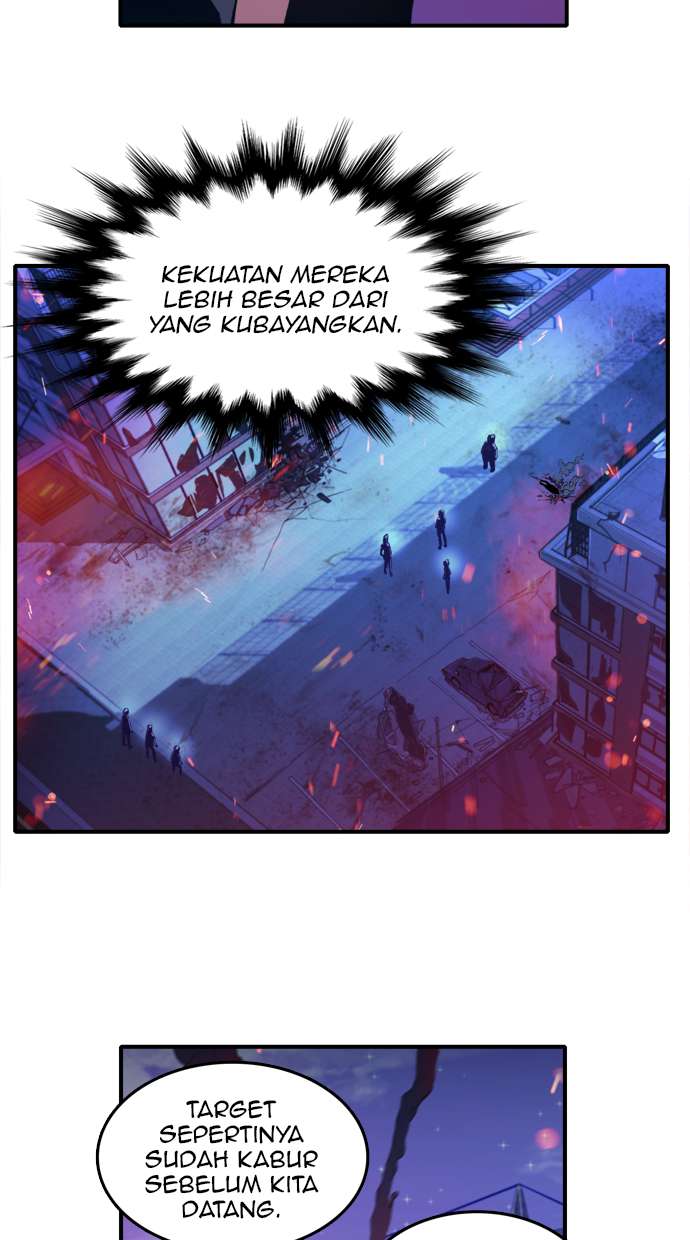 KEKUATAN MEREKA
LEBIH BESAR DARI
YANG KUBAYANGKAN.
TARGET
SEPERTINYA
SUDAH KABUR
SEBELUM KITA
DATANG.